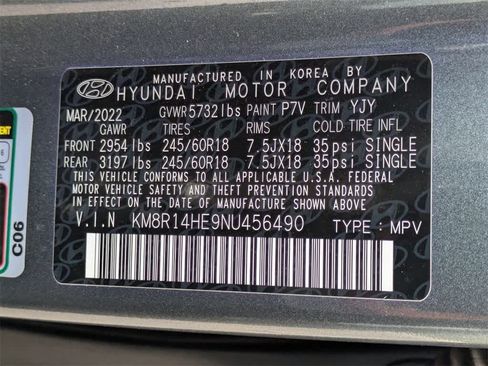 MANUFACTURED IN KOREA BY
HYUNDAI MOTOR COMPANY
MAR/2022 GVWR5732lbs PAINT P7V TRIM YJY
GAWR TIRES RIMS COLD TIRE INFL
FRONT 2954 lbs 245/60R18 7.5JX18 35psi SINGLE
REAR 3197 lbs 245/60R18 7.5JX18 35psi SINGLE
THIS VEHICLE CONFORMS TO ALL APPLICABLE U.S.A. FEDERAL
MOTOR VEHICLE SAFETY, BUMPER, AND THEFT PREVENTION
STANDARDS IN EFFECT ON THE DATE OF MANUFACTURE SHOWN ABOVE.
V.I.N KM8R14HE9NU456490 TYPE : MPV
C06